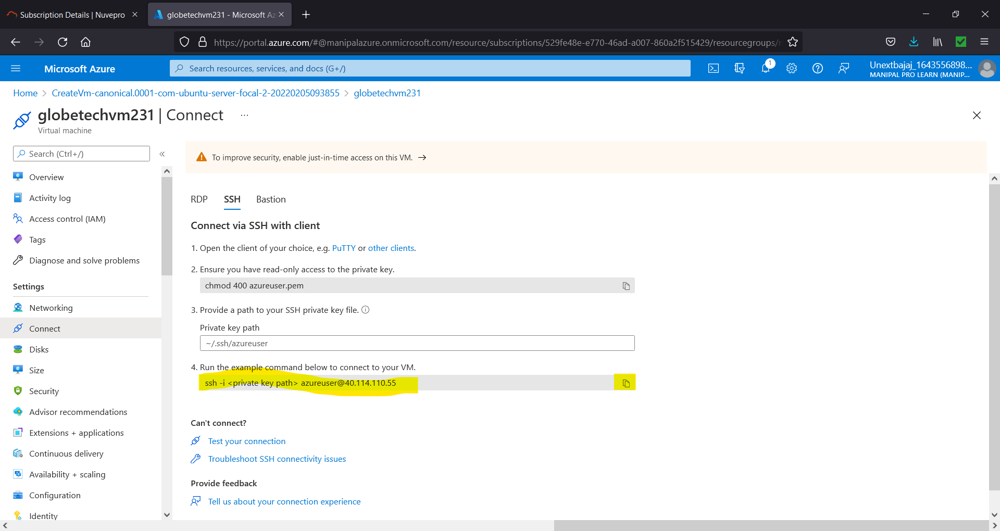 Subscription Details | Nuvepro
globetechvm231 - Microsoft Az
https://portal.azure.com/#@manipalazure.onmicrosoft.com/resource/subscriptions/529fe48e-e770-46ad-a007-860a2f515429/resourcegroups/
Microsoft Azure
Search resources, services, and docs (G+/)
1
Unextbajaj_1643556898...
MANIPAL PRO LEARN (MANIP...
Home > CreateVm-canonical.0001-com-ubuntu-server-focal-2-20220205093855 > globetechvm231
globetechvm231 | Connect ...
Virtual machine
Search (Ctrl+/)
«
Overview
Activity log
Access control (IAM)
Tags
Diagnose and solve problems
Settings
Networking
Connect
Disks
Size
Security
Advisor recommendations
Extensions + applications
Continuous delivery
Availability + scaling
Configuration
Identity
To improve security, enable just-in-time access on this VM. →
RDP SSH Bastion
Connect via SSH with client
1. Open the client of your choice, e.g. PuTTY or other clients.
2. Ensure you have read-only access to the private key.
chmod 400 azureuser.pem
3. Provide a path to your SSH private key file.
Private key path
~/.ssh/azureuser
4. Run the example command below to connect to your VM.
ssh -i <private key path> azureuser@40.114.110.55
Can't connect?
Test your connection
Troubleshoot SSH connectivity issues
Provide feedback
Tell us about your connection experience